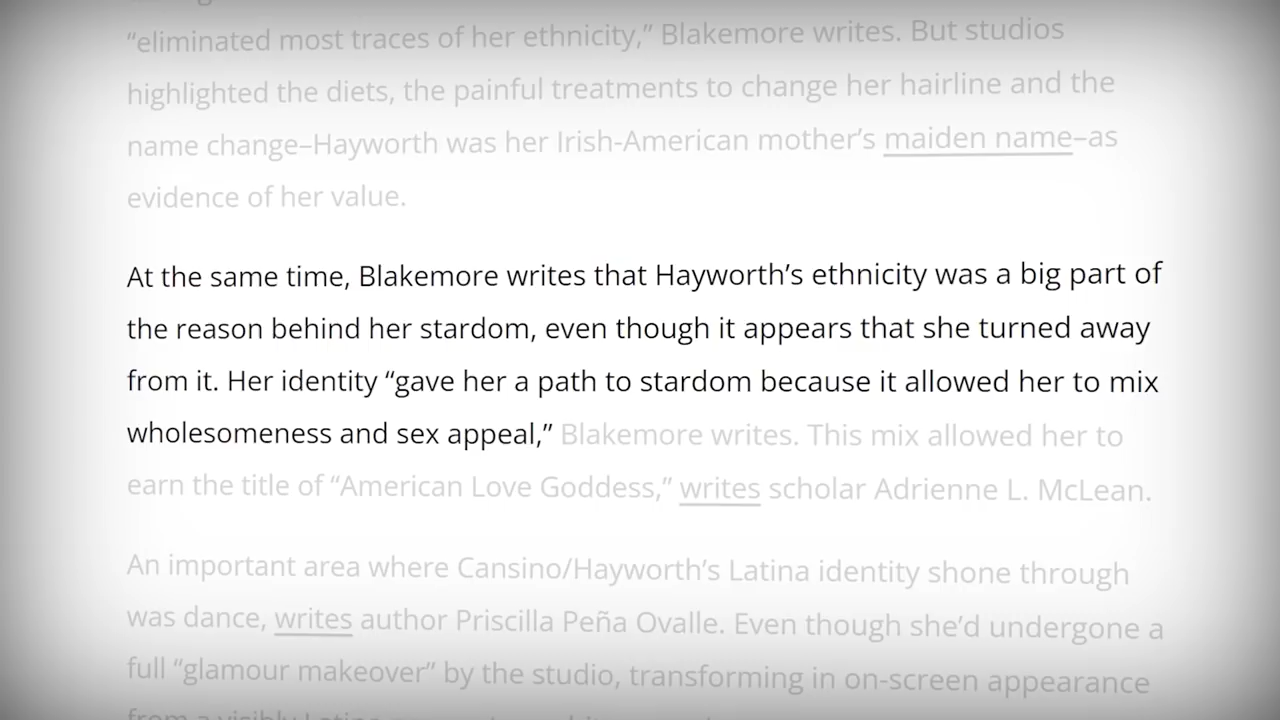 “eliminated most traces of her ethnicity,” Blakemore writes. But studios
highlighted the diets, the painful treatments to change her hairline and the
name change–Hayworth was her Irish-American mother’s maiden name–as
evidence of her value.
At the same time, Blakemore writes that Hayworth’s ethnicity was a big part of
the reason behind her stardom, even though it appears that she turned away
from it. Her identity “gave her a path to stardom because it allowed her to mix
wholesomeness and sex appeal,” Blakemore writes. This mix allowed her to
earn the title of “American Love Goddess,” writes scholar Adrienne L. McLean.
An important area where Cansino/Hayworth’s Latina identity shone through
was dance, writes author Priscilla Peña Ovalle. Even though she’d undergone a
full “glamour makeover” by the studio, transforming in on-screen appearance